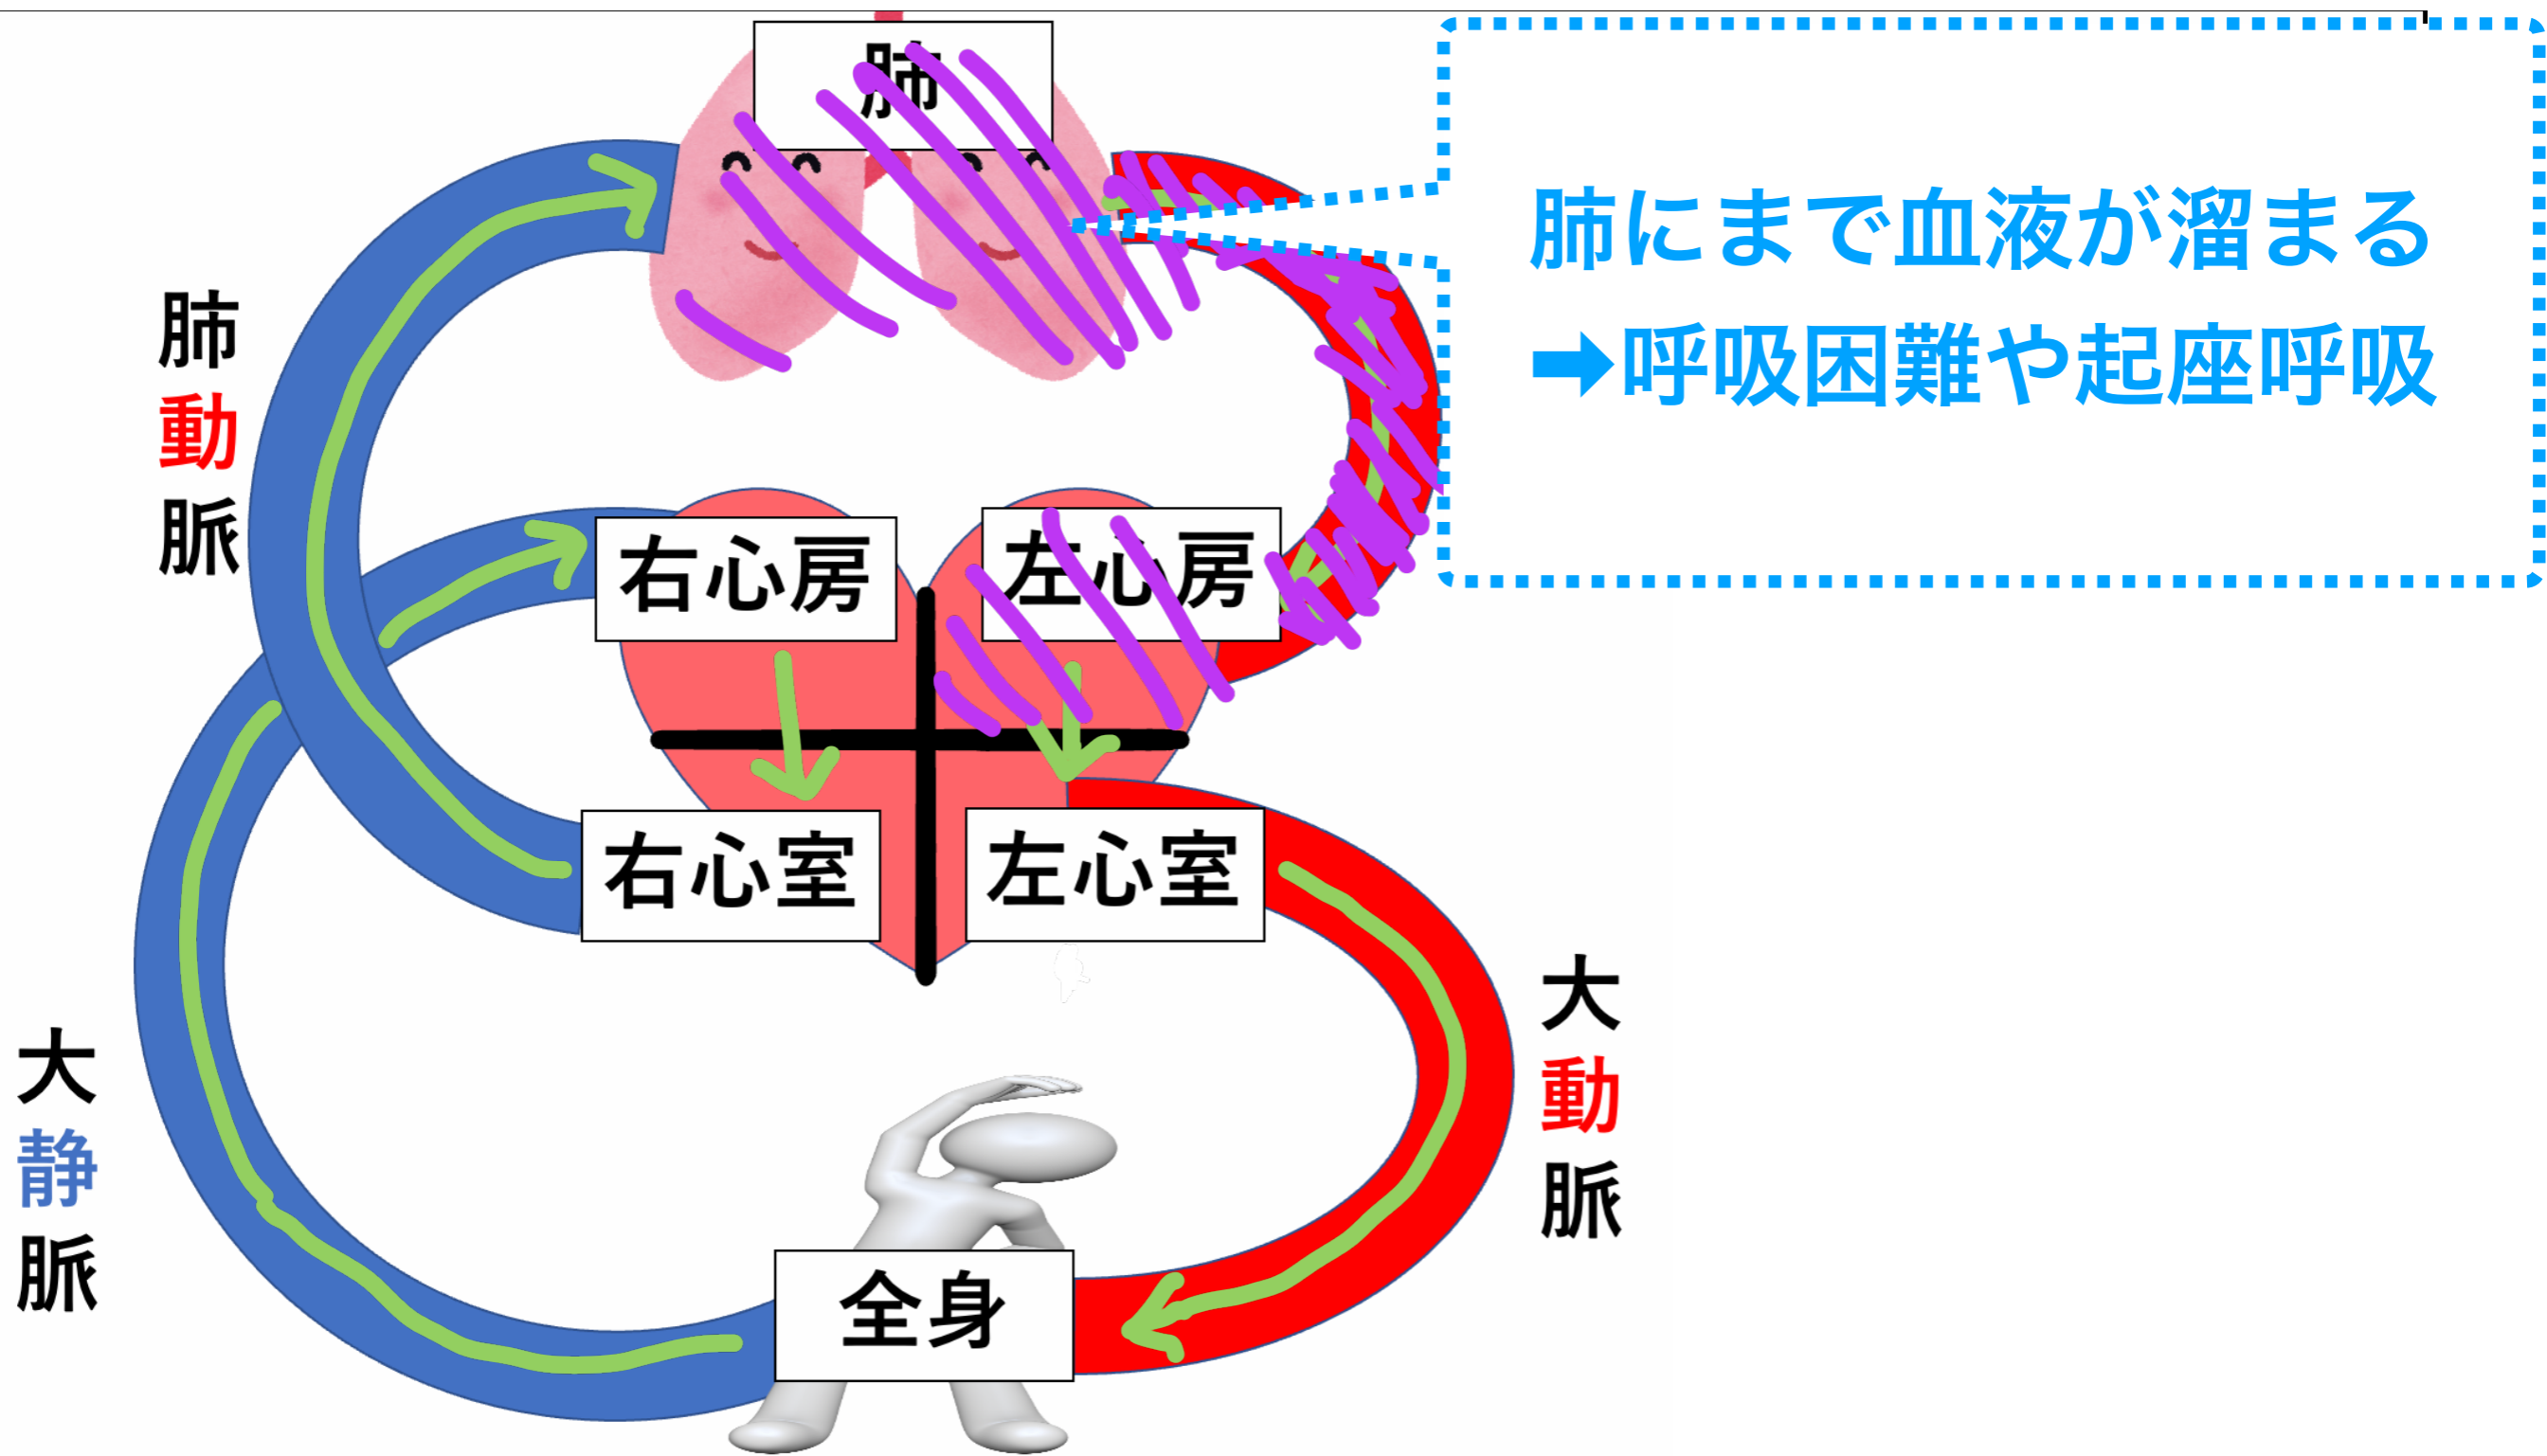 肺
肺にまで血液が溜まる
➡呼吸困難や起座呼吸
肺動脈
右心房
左心房
右心室
左心室
大動脈
大静脈
全身